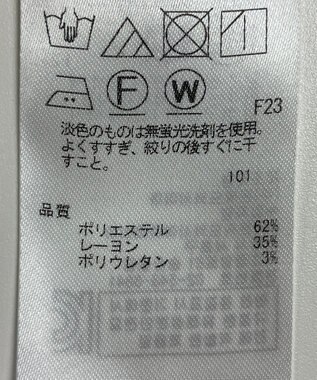 F W F23
淡色のものは無蛍光洗剤を使用。
よくすすぎ、絞りの後すぐに干
すこと。
101
品質
ポリエステル 62%
レーヨン 35%
ポリウレタン 3%